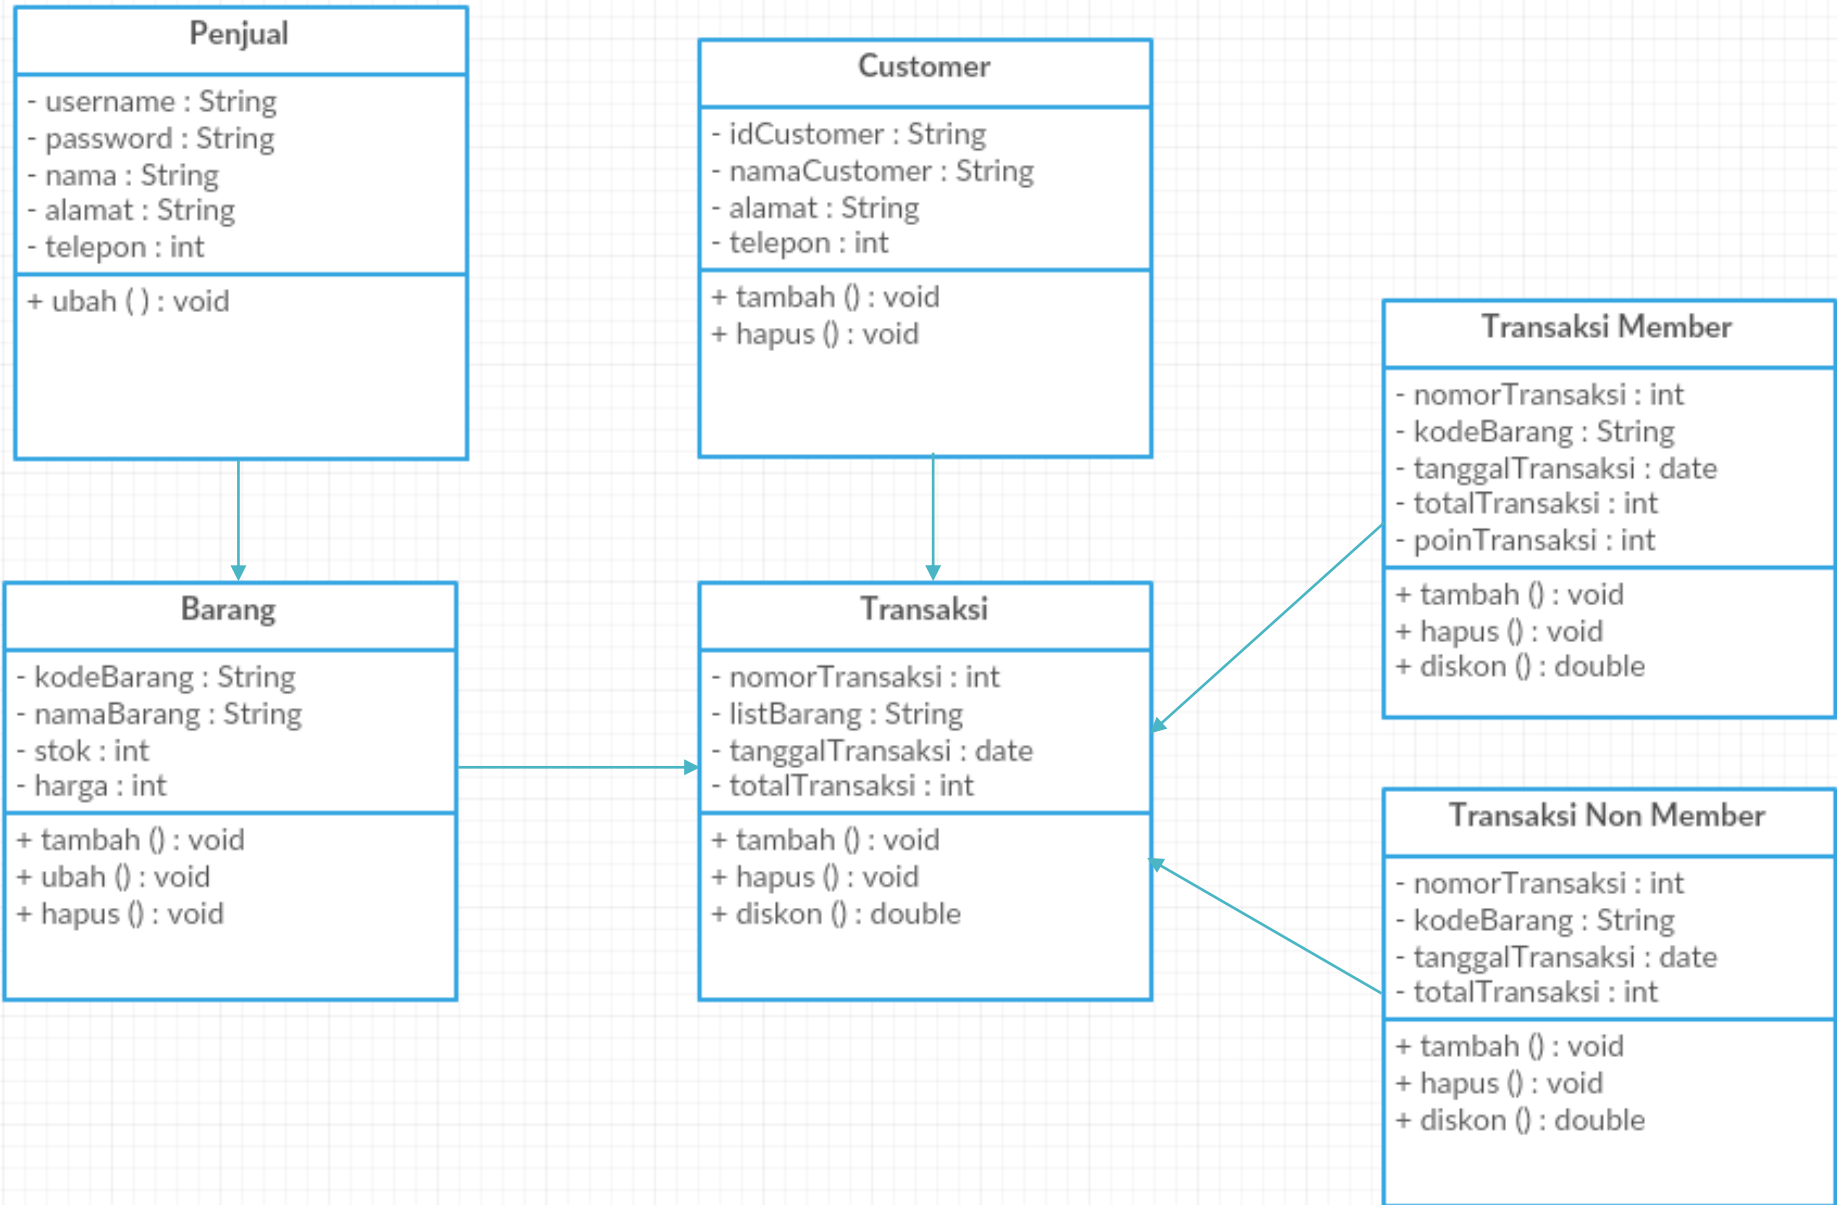 Penjual
- username : String
- password : String
- nama : String
- alamat : String
- telepon : int
+ ubah ( ) : void
Customer
- idCustomer : String
- namaCustomer : String
- alamat : String
- telepon : int
+ tambah () : void
+ hapus () : void
Transaksi Member
- nomorTransaksi : int
- kodeBarang : String
- tanggalTransaksi : date
- totalTransaksi : int
- poinTransaksi : int
+ tambah () : void
+ hapus () : void
+ diskon () : double
Barang
- kodeBarang : String
- namaBarang : String
- stok : int
- harga : int
+ tambah () : void
+ ubah () : void
+ hapus () : void
Transaksi
- nomorTransaksi : int
- listBarang : String
- tanggalTransaksi : date
- totalTransaksi : int
+ tambah () : void
+ hapus () : void
+ diskon () : double
Transaksi Non Member
- nomorTransaksi : int
- kodeBarang : String
- tanggalTransaksi : date
- totalTransaksi : int
+ tambah () : void
+ hapus () : void
+ diskon () : double